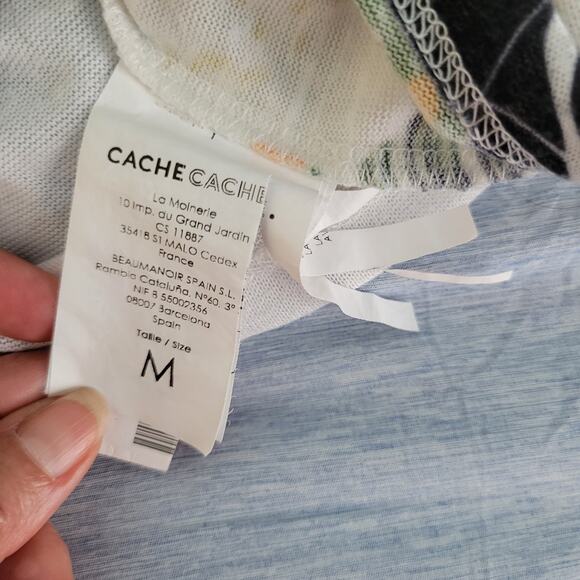 CACHE CACHE
La Moinerie
10 Imp. du Grand Jardin
CS 11887
35418 ST MALO Cedex
France
BEAUMANOIR SPAIN S.L.
Rambla Cataluña, Nº60, 3º
NIF B 55002356
08007 Barcelona
Spain
Taille / Size
M